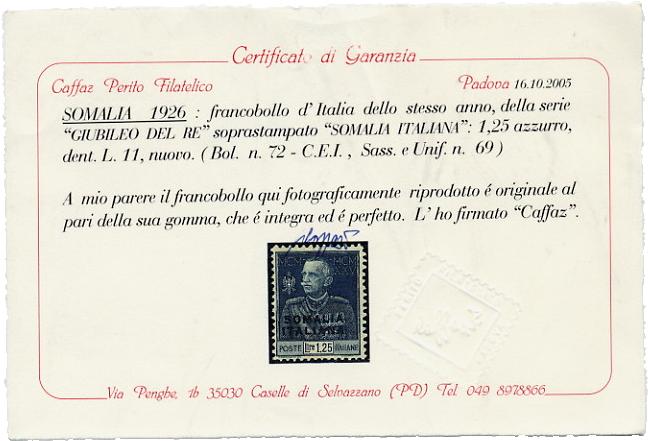 Certificato di Garanzia
Caffaz Perito Filatelico Padova 16.10.2005
SOMALIA 1926 : francobollo d'Italia dello stesso anno, della serie
"GIUBILEO DEL RE" soprastampato "SOMALIA ITALIANA": 1,25 azzurro,
dent. L. 11, nuovo. ( Bol. n. 72 - C.E.I. , Sass. e Unif. n. 69 )
A mio parere il francobollo qui fotograficamente riprodotto é originale al
pari della sua gomma, che é integra ed é perfetto. L' ho firmato "Caffaz".
SOMALIA
ITALIANA
POSTE LIRE 1,25 ITALIANE
Via Penghe, 1b 35030 Caselle di Selvazzano (PD) Tel 049 8978866